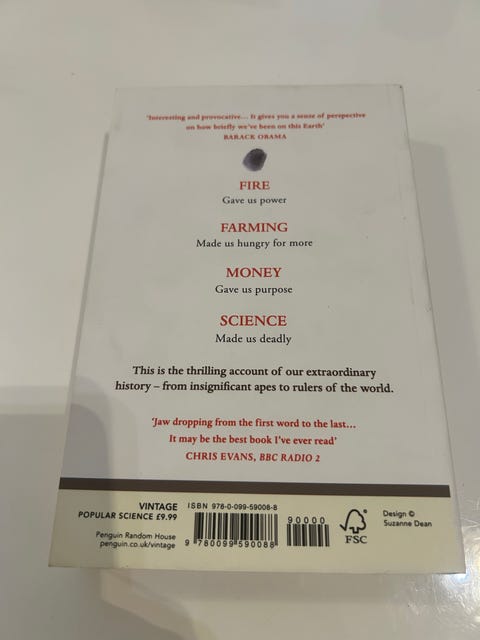 'Interesting and provocative... It gives you a sense of perspective
on how briefly we've been on this Earth'
BARACK OBAMA
FIRE
Gave us power
FARMING
Made us hungry for more
MONEY
Gave us purpose
SCIENCE
Made us deadly
This is the thrilling account of our extraordinary
history – from insignificant apes to rulers of the world.
'Jaw dropping from the first word to the last...
It may be the best book I've ever read'
CHRIS EVANS, BBC RADIO 2
VINTAGE
POPULAR SCIENCE £9.99
Penguin Random House
penguin.co.uk/vintage
ISBN 978-0-099-59008-8
90000
9 780099 590088
FSC
Design ©
Suzanne Dean